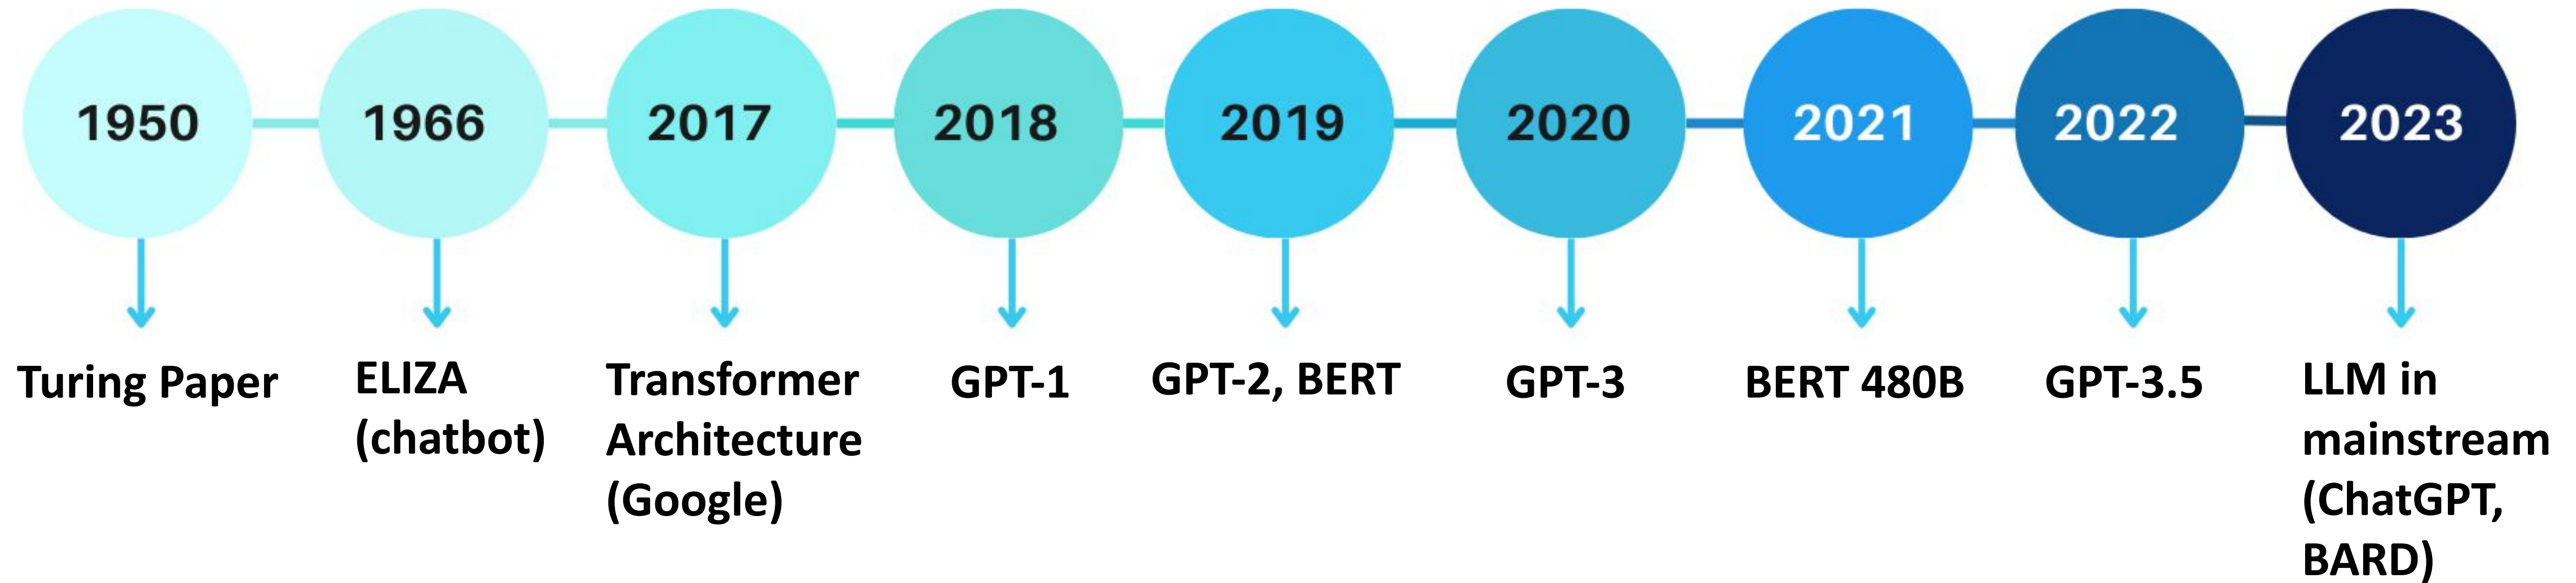 1950
1966
2017
2018
2019
2020
2021
2022
2023
Turing Paper
ELIZA
(chatbot)
Transformer
Architecture
(Google)
GPT-1
GPT-2, BERT
GPT-3
BERT 480B
GPT-3.5
LLM in
mainstream
(ChatGPT,
BARD)